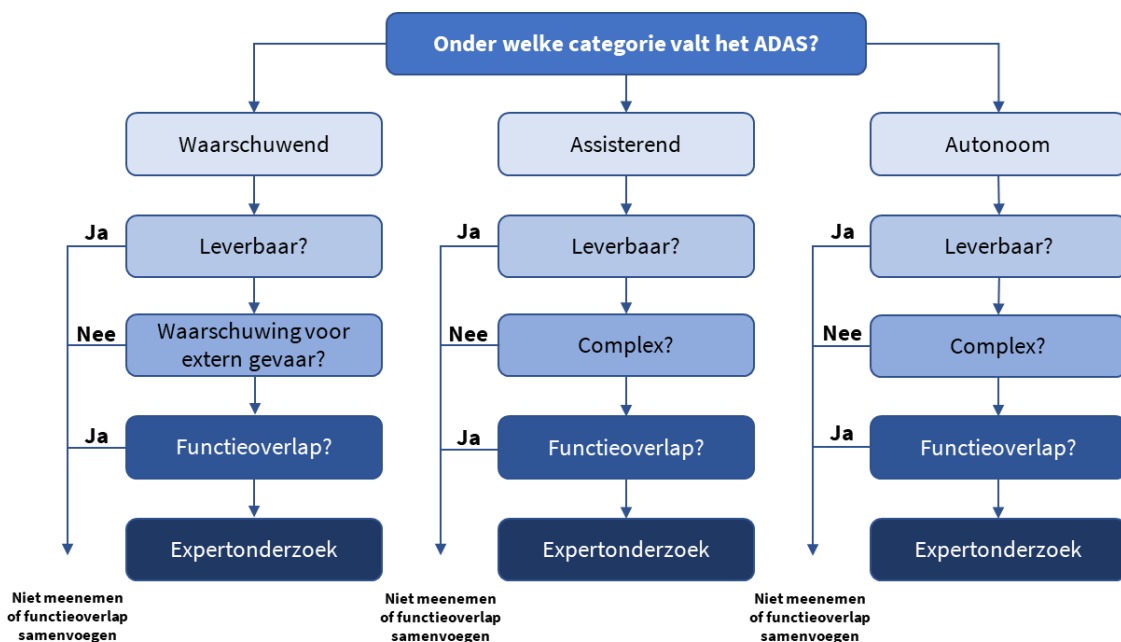 Onder welke categorie valt het ADAS?
Waarschuwend
Assisterend
Autonoom
Ja
Leverbaar?
Ja
Leverbaar?
Ja
Leverbaar?
Nee
Waarschuwing voor
extern gevaar?
Nee
Complex?
Nee
Complex?
Ja
Functieoverlap?
Ja
Functieoverlap?
Ja
Functieoverlap?
Expertonderzoek
Expertonderzoek
Expertonderzoek
Niet meenemen
of functieoverlap
samenvoegen
Niet meenemen
of functieoverlap
samenvoegen
Niet meenemen
of functieoverlap
samenvoegen